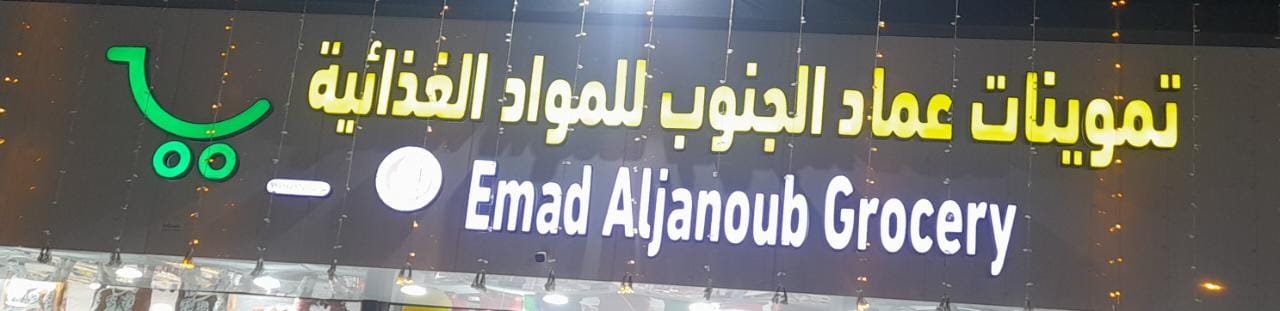 تموينات عماد الجنوب للمواد الغذائية
Emad Aljanoub Grocery